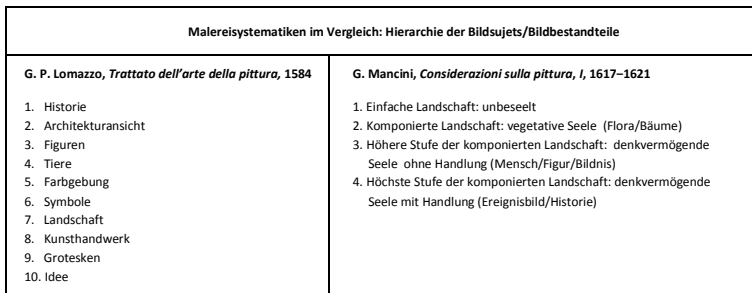 Malereisystematiken im Vergleich: Hierarchie der Bildsujets/Bildbestandteile
G. P. Lomazzo, Trattato dell’arte della pittura, 1584
1. Historie
2. Architekturansicht
3. Figuren
4. Tiere
5. Farbgebung
6. Symbole
7. Landschaft
8. Kunsthandwerk
9. Grotesken
10. Idee
G. Mancini, Considerazioni sulla pittura, I, 1617–1621
1. Einfache Landschaft: unbeseelt
2. Komponierte Landschaft: vegetative Seele (Flora/Bäume)
3. Höhere Stufe der komponierten Landschaft: denkvermögende
Seele ohne Handlung (Mensch/Figur/Bildnis)
4. Höchste Stufe der komponierten Landschaft: denkvermögende
Seele mit Handlung (Ereignisbild/Historie)